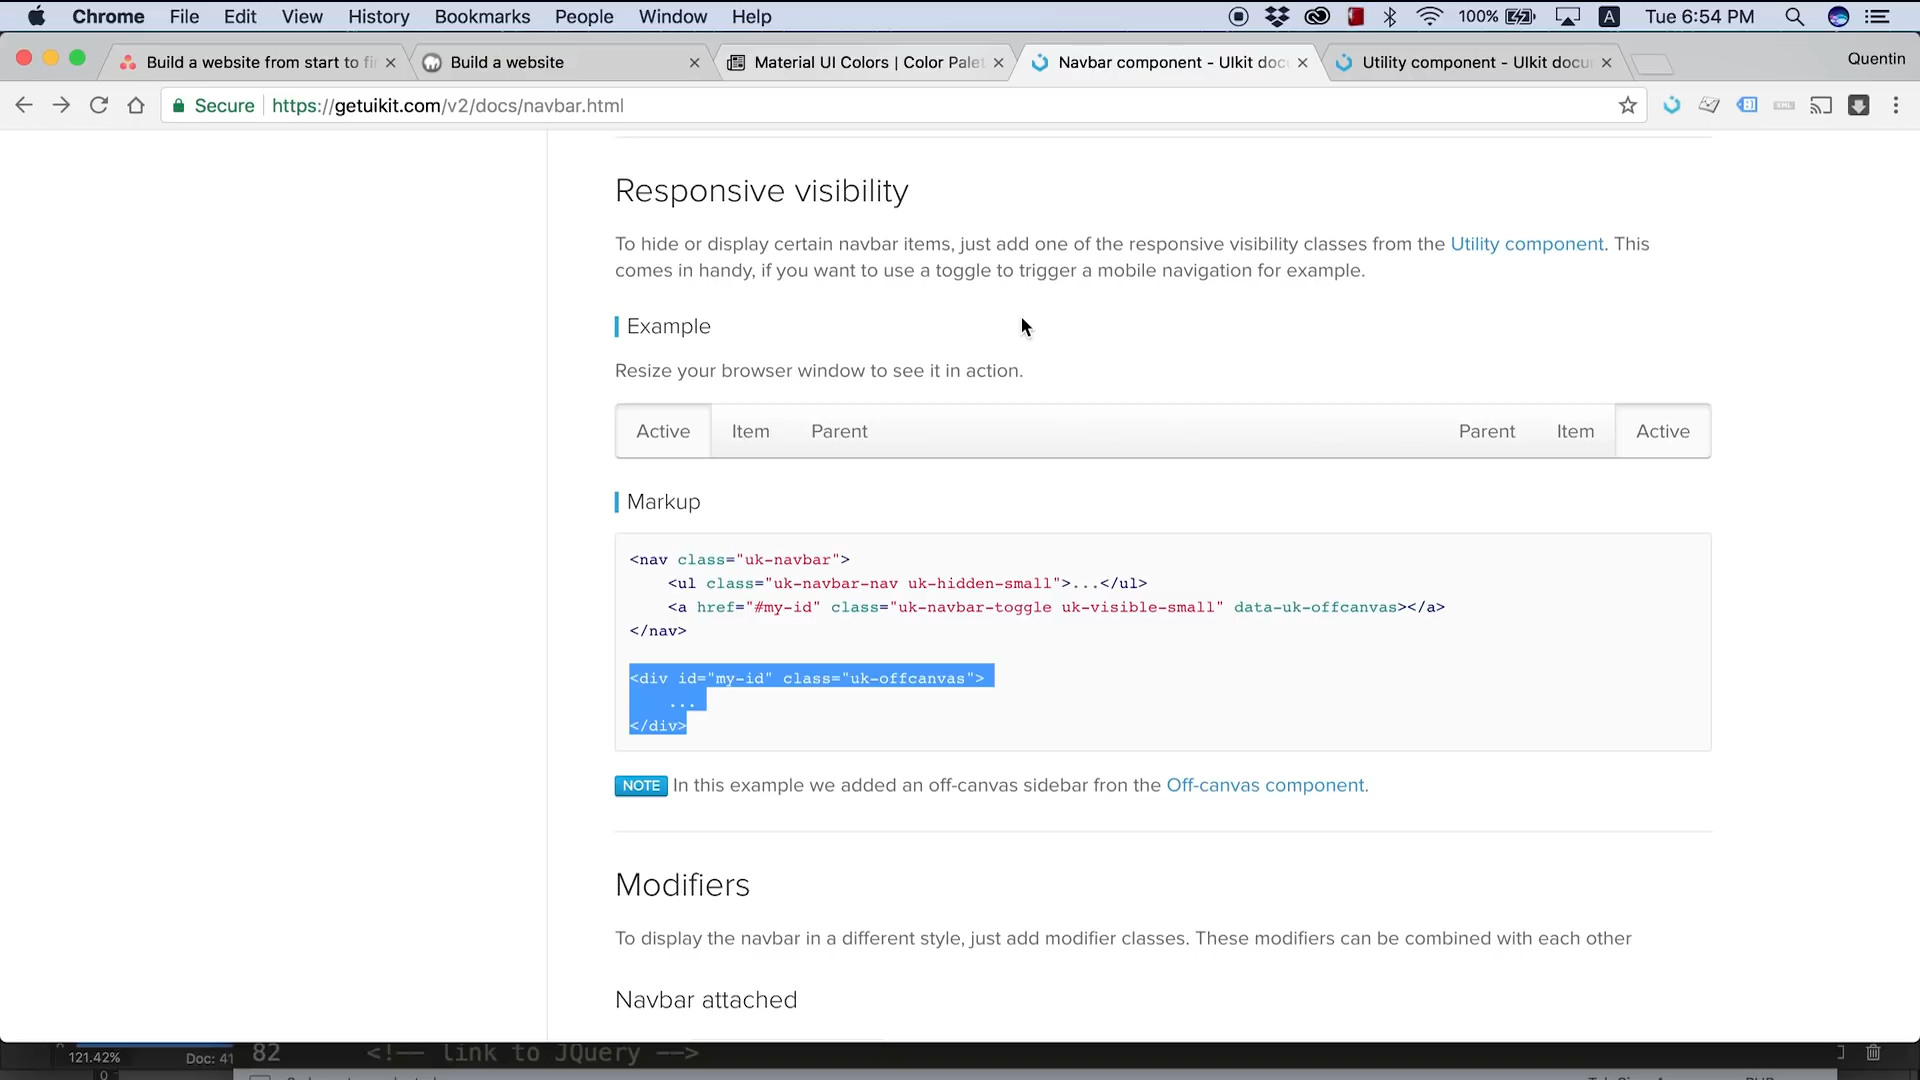 Chrome File Edit View History Bookmarks People Window Help 100% A Tue 6:54 PM
Build a website from start to fi Build a website Material UI Colors | Color Palet Navbar component - UIkit doc Utility component - UIkit docu Quentin
Secure https://getuikit.com/v2/docs/navbar.html
Responsive visibility
To hide or display certain navbar items, just add one of the responsive visibility classes from the Utility component. This
comes in handy, if you want to use a toggle to trigger a mobile navigation for example.
Example
Resize your browser window to see it in action.
Active Item Parent Parent Item Active
Markup
<nav class="uk-navbar">
<ul class="uk-navbar-nav uk-hidden-small">...</ul>
<a href="#my-id" class="uk-navbar-toggle uk-visible-small" data-uk-offcanvas></a>
</nav>
<div id="my-id" class="uk-offcanvas">
...
</div>
NOTE In this example we added an off-canvas sidebar fron the Off-canvas component.
Modifiers
To display the navbar in a different style, just add modifier classes. These modifiers can be combined with each other
Navbar attached
121.42% Doc: 41 82 <!-- link to JQuery -->
0